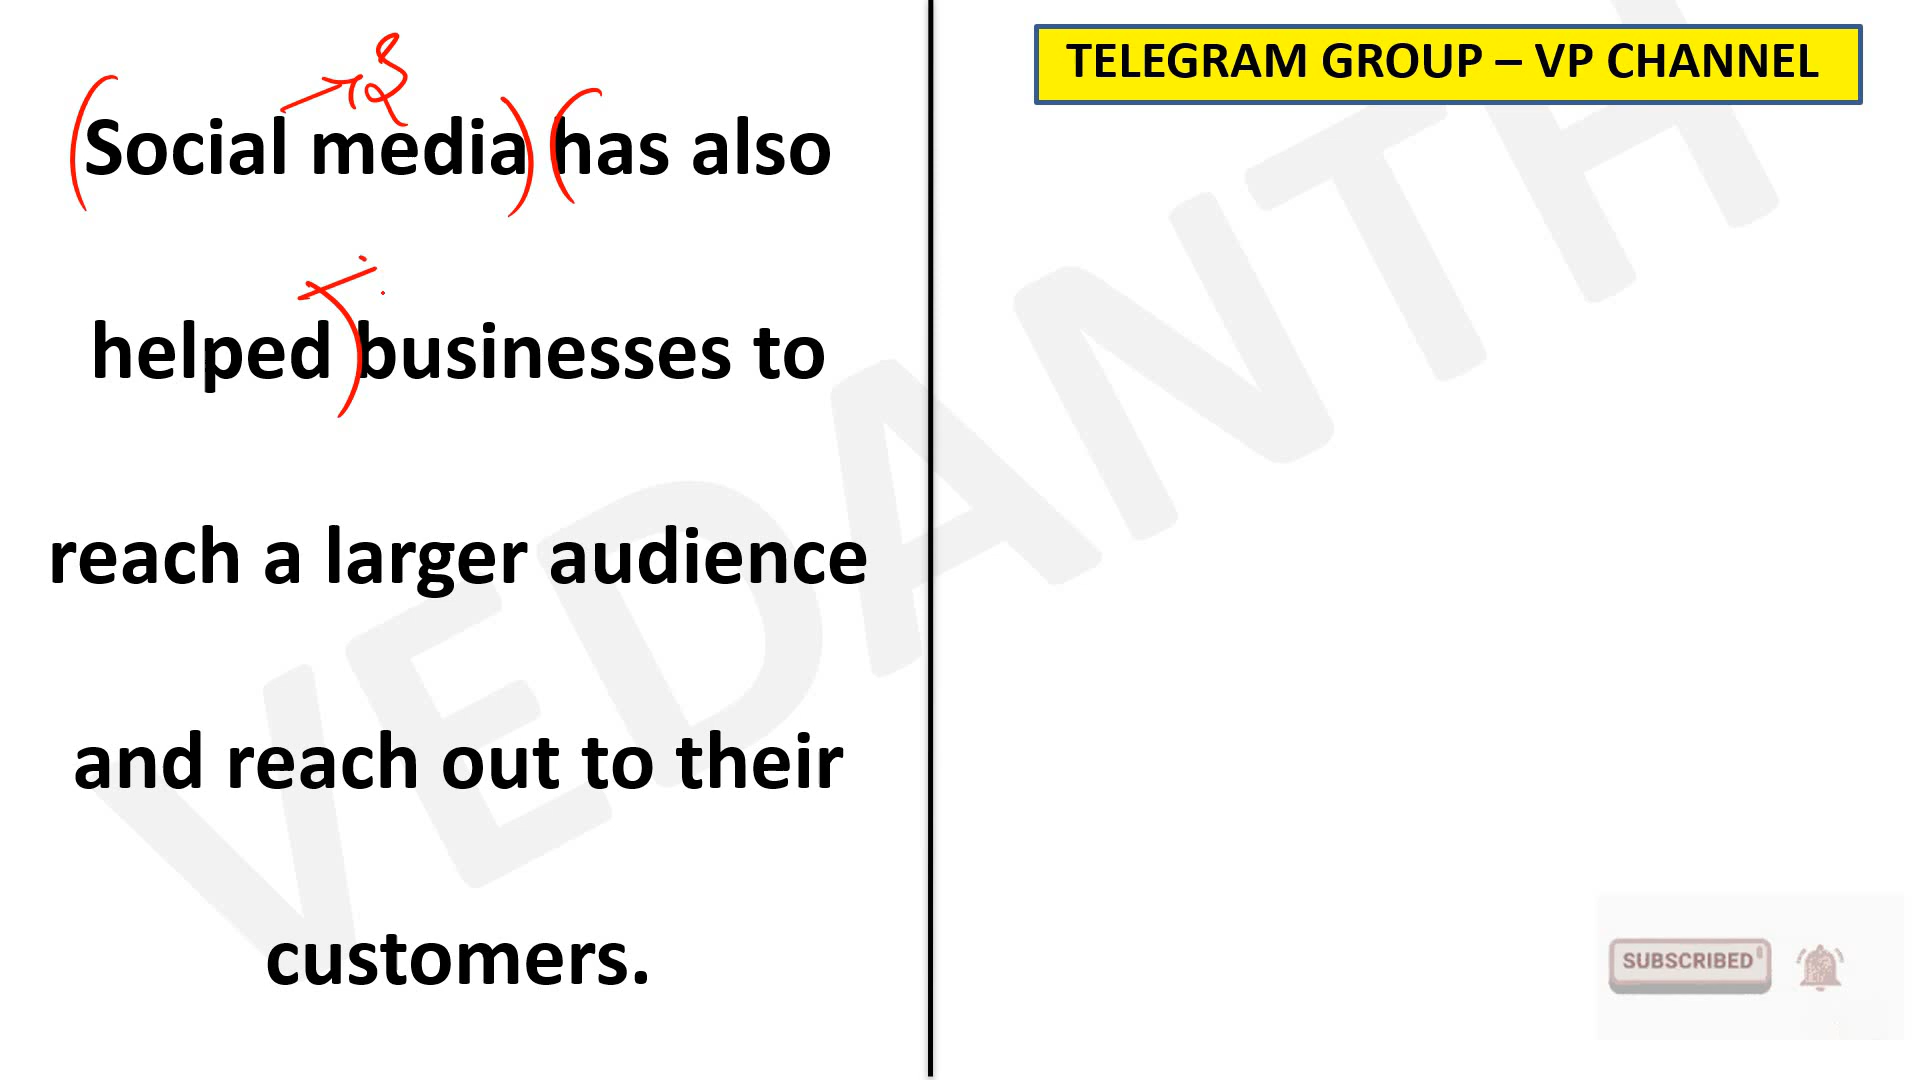 Social media has also
helped businesses to
reach a larger audience
and reach out to their
customers.
TELEGRAM GROUP – VP CHANNEL
VEDANTH
SUBSCRIBED